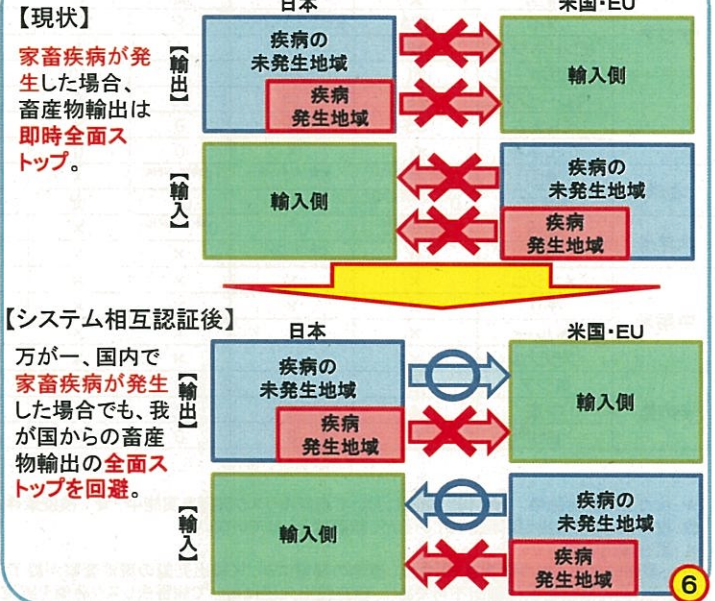 【現状】
家畜疾病が発
生した場合、
畜産物輸出は
即時全面ス
トップ。
日本
米国・EU
【輸出】
疾病の
未発生地域
疾病
発生地域
輸入側
【輸入】
輸入側
疾病の
未発生地域
疾病
発生地域
【システム相互認証後】
万が一、国内で
家畜疾病が発生
した場合でも、我
が国からの畜産
物輸出の全面ス
トップを回避。
日本
米国・EU
【輸出】
疾病の
未発生地域
疾病
発生地域
輸入側
【輸入】
輸入側
疾病の
未発生地域
疾病
発生地域
6